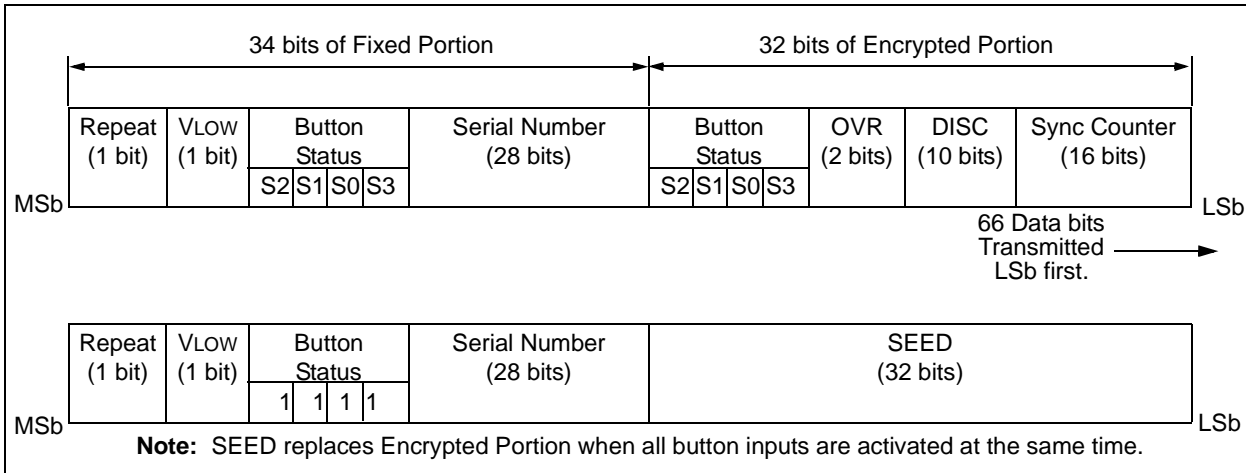 34 bits of Fixed Portion 32 bits of Encrypted Portion
Repeat VLOW Button Serial Number Button OVR DISC Sync Counter
(1 bit) (1 bit) Status (28 bits) Status (2 bits) (10 bits) (16 bits)
S2 S1 S0 S3 S2 S1 S0 S3
MSb LSb
66 Data bits
Transmitted
LSb first.
Repeat VLOW Button Serial Number SEED
(1 bit) (1 bit) Status (28 bits) (32 bits)
1 1 1 1
MSb LSb
Note: SEED replaces Encrypted Portion when all button inputs are activated at the same time.